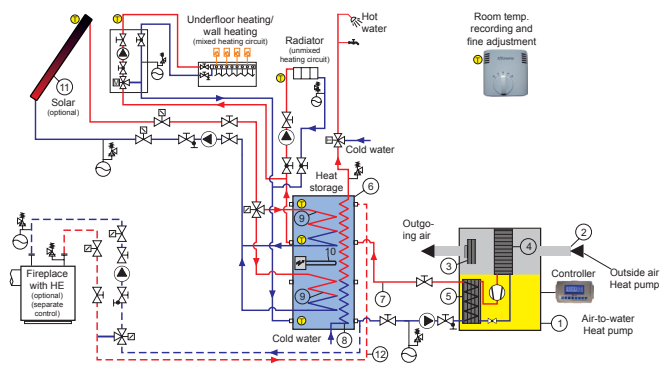 Underfloor heating/
wall heating
(mixed heating circuit)
Radiator
(unmixed
heating circuit)
Hot
water
Room temp.
recording and
fine adjustment
T
T
T
T
T
11
Solar
(optional)
Cold water
Heat
storage
6
T
9
10
T
9
T
T
8
Cold water
7
12
Outgo-
ing air
2
3
4
5
1
Outside air
Heat pump
Controller
Air-to-water
Heat pump
Fireplace
with HE
(optional)
(separate
control)